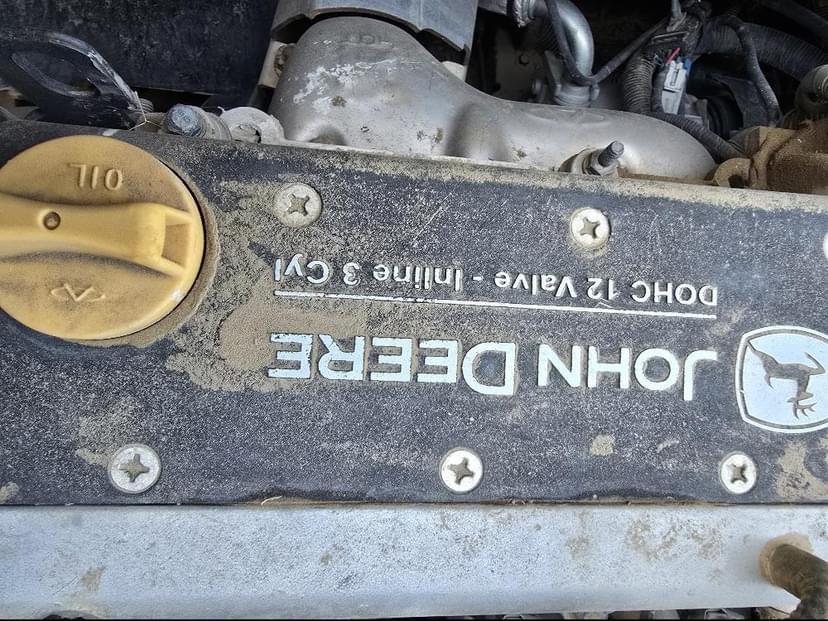 JOHN DEERE
DOHC 12 Valve - Inline 3 Cyl
OIL